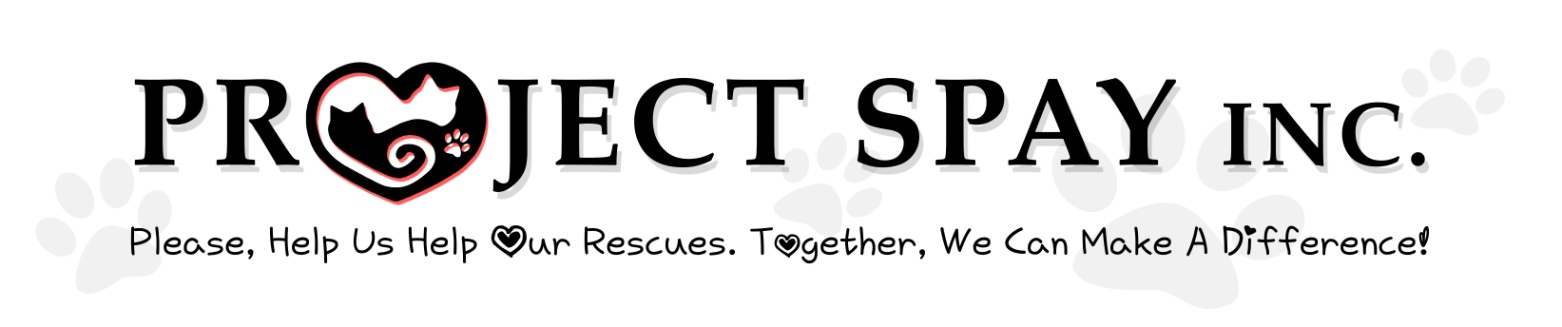 PROJECT SPAY INC.
Please, Help Us Help Our Rescues. Together, We Can Make A Difference!